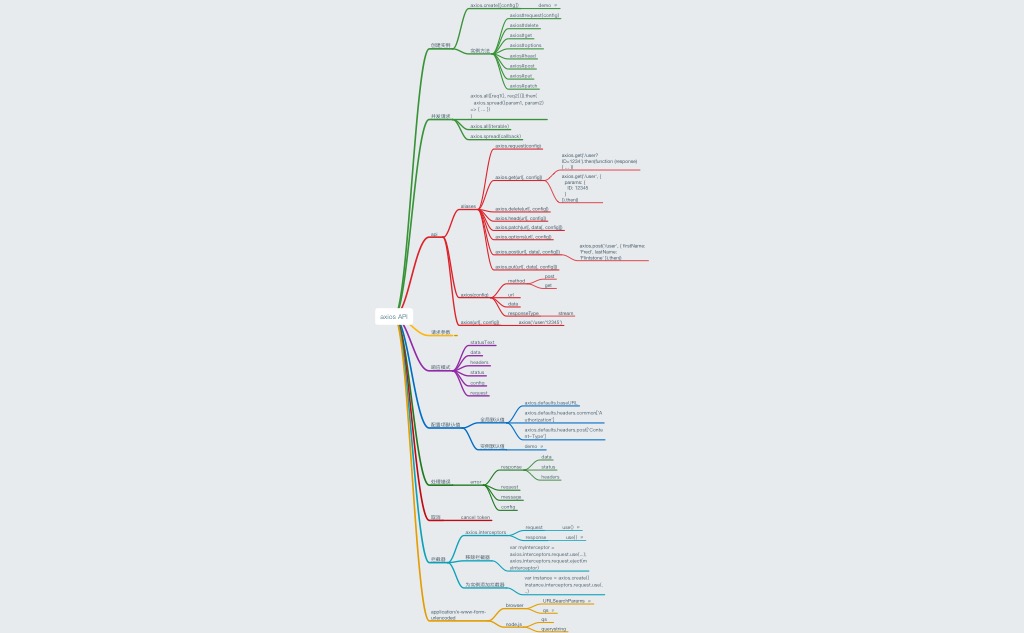 axios API
创建实例
axios.create([config])
demo
实例方法
axios#request(config)
axios#delete
axios#get
axios#options
axios#head
axios#post
axios#put
axios#patch
并发请求
axios.all([req1(), req2()]).then(
axios.spread((param1, param2)
=> { ... })
)
axios.all(iterable)
axios.spread(callback)
api
aliases
axios.request(config)
axios.get(url[, config])
axios.get('/user?
ID=1234').then(function (response)
{ ... })
axios.get('/user', {
params: {
ID: 12345
}
}).then()
axios.delete(url[, config])
axios.head(url[, config])
axios.patch(url[, data[, config]])
axios.options(url[, config])
axios.post(url[, data[, config]])
axios.post('/user', { firstName:
'Fred', lastName:
'Flintstone' }).then()
axios.put(url[, data[, config]])
axios(config)
method
post
get
url
data
responseType
stream
axios(url[, config])
axios('/user/12345')
请求参数
响应模式
statusText
data
headers
status
config
request
配置项默认值
全局默认值
axios.defaults.baseURL
axios.defaults.headers.common['A
uthorization']
axios.defaults.headers.post['Conte
nt-Type']
实例默认值
demo
处理错误
error
response
data
status
headers
request
message
config
取消
cancel token
拦截器
axios.interceptors
request
use()
response
use()
移除拦截器
var myInterceptor =
axios.interceptors.request.use(...);
axios.interceptors.request.eject(m
yInterceptor)
为实例添加拦截器
var instance = axios.create()
instance.interceptors.request.use(.
..)
application/x-www-form-
urlencoded
browser
URLSearchParams
qs
node.js
qs
querystring